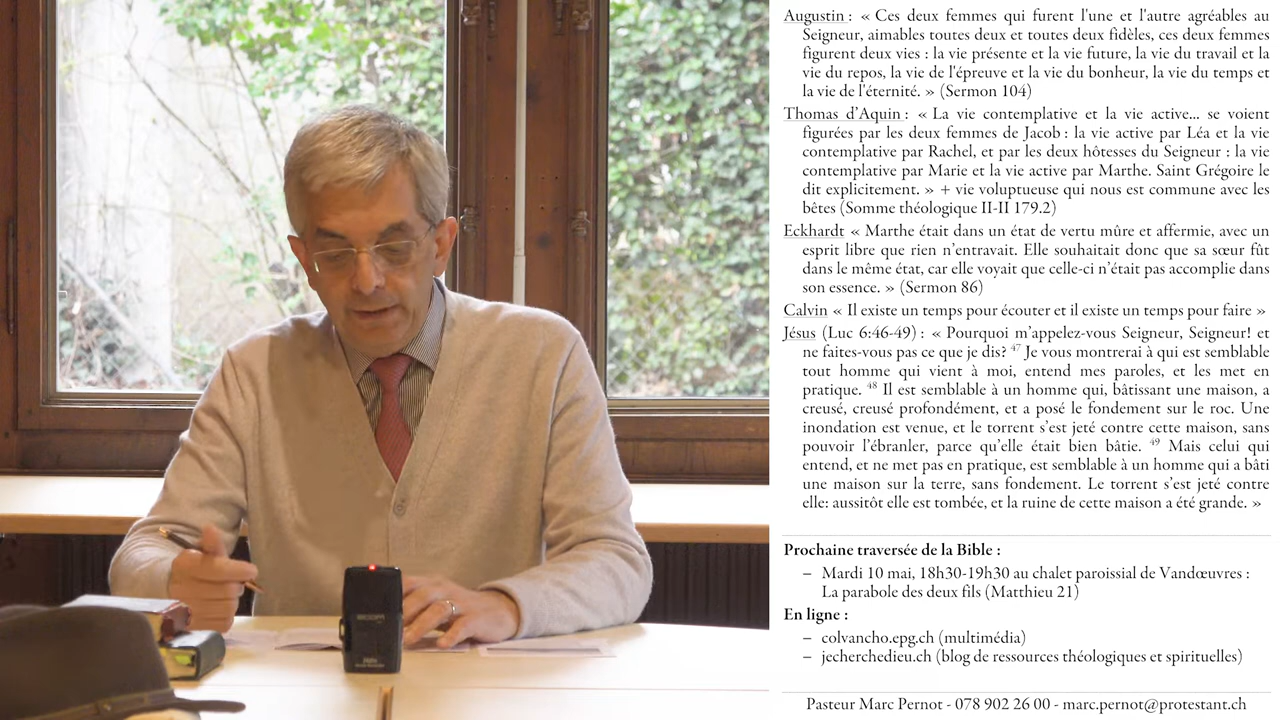 Augustin : « Ces deux femmes qui furent l'une et l'autre agréables au
Seigneur, aimables toutes deux et toutes deux fidèles, ces deux femmes
figurent deux vies : la vie présente et la vie future, la vie du travail et la
vie du repos, la vie de l'épreuve et la vie du bonheur, la vie du temps et
la vie de l'éternité. » (Sermon 104)
Thomas d’Aquin : « La vie contemplative et la vie active... se voient
figurées par les deux femmes de Jacob : la vie active par Léa et la vie
contemplative par Rachel, et par les deux hôtesses du Seigneur : la vie
contemplative par Marie et la vie active par Marthe. Saint Grégoire le
dit explicitement. » + vie voluptueuse qui nous est commune avec les
bêtes (Somme théologique II-II 179.2)
Eckhardt « Marthe était dans un état de vertu mûre et affermie, avec un
esprit libre que rien n’entravait. Elle souhaitait donc que sa sœur fût
dans le même état, car elle voyait que celle-ci n’était pas accomplie dans
son essence. » (Sermon 86)
Calvin « Il existe un temps pour écouter et il existe un temps pour faire »
Jésus (Luc 6:46-49) : « Pourquoi m’appelez-vous Seigneur, Seigneur! et
ne faites-vous pas ce que je dis? 47 Je vous montrerai à qui est semblable
tout homme qui vient à moi, entend mes paroles, et les met en
pratique. 48 Il est semblable à un homme qui, bâtissant une maison, a
creusé, creusé profondément, et a posé le fondement sur le roc. Une
inondation est venue, et le torrent s’est jeté contre cette maison, sans
pouvoir l’ébranler, parce qu’elle était bien bâtie. 49 Mais celui qui
entend, et ne met pas en pratique, est semblable à un homme qui a bâti
une maison sur la terre, sans fondement. Le torrent s’est jeté contre
elle: aussitôt elle est tombée, et la ruine de cette maison a été grande. »
Prochaine traversée de la Bible :
– Mardi 10 mai, 18h30-19h30 au chalet paroissial de Vandœuvres :
La parabole des deux fils (Matthieu 21)
En ligne :
– colvancho.epg.ch (multimédia)
– jecherchedieu.ch (blog de ressources théologiques et spirituelles)
Pasteur Marc Pernot - 078 902 26 00 - marc.pernot@protestant.ch